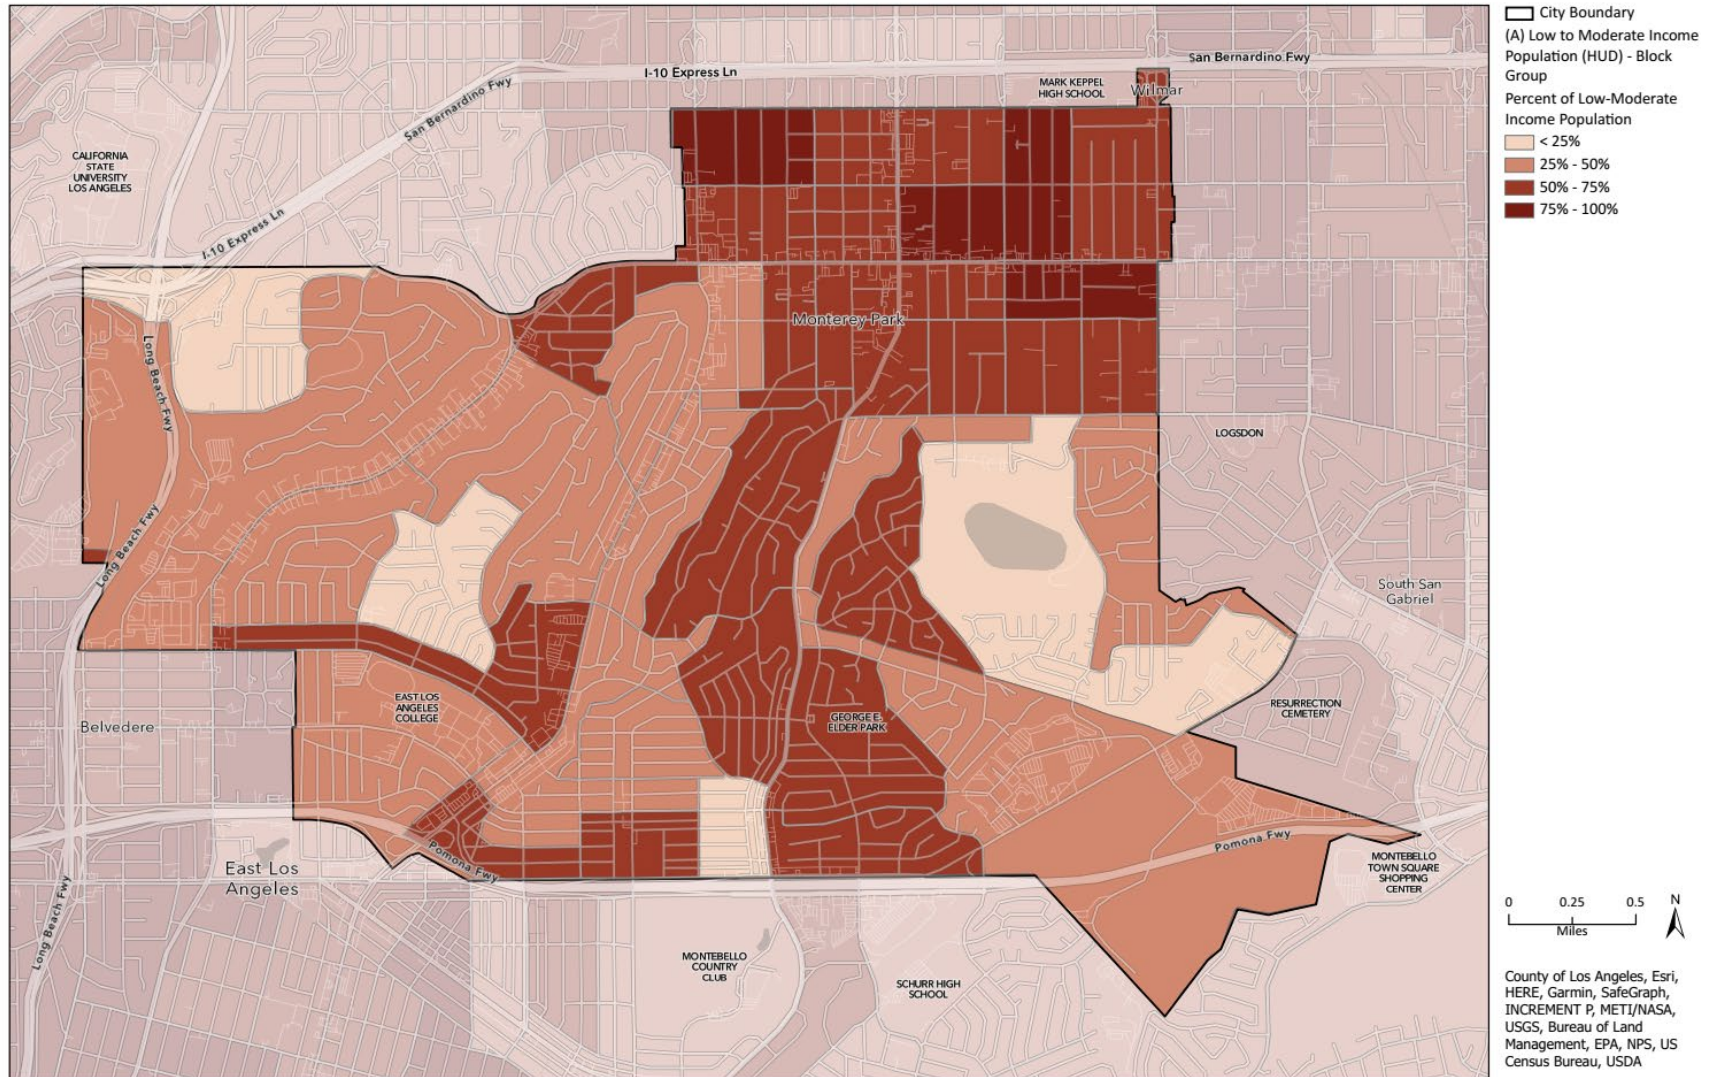 I-10 Express Ln
San Bernardino Fwy
MARK KEPPEL
HIGH SCHOOL
Wilmar
San Bernardino Fwy
CALIFORNIA
STATE
UNIVERSITY
LOS ANGELES
I-10 Express Ln
Monterey Park
Long Beach Fwy
LOGSDON
Long Beach Fwy
South San
Gabriel
EAST LOS
ANGELES
COLLEGE
Belvedere
GEORGE E.
ELDER PARK
RESURRECTION
CEMETERY
Pomona Fwy
Pomona Fwy
East Los
Angeles
MONTEBELLO
TOWN SQUARE
SHOPPING
CENTER
Long Beach Fwy
MONTEBELLO
COUNTRY
CLUB
SCHURR HIGH
SCHOOL
City Boundary
(A) Low to Moderate Income
Population (HUD) - Block
Group
Percent of Low-Moderate
Income Population
< 25%
25% - 50%
50% - 75%
75% - 100%
0 0.25 0.5
Miles
N
County of Los Angeles, Esri,
HERE, Garmin, SafeGraph,
INCREMENT P, METI/NASA,
USGS, Bureau of Land
Management, EPA, NPS, US
Census Bureau, USDA